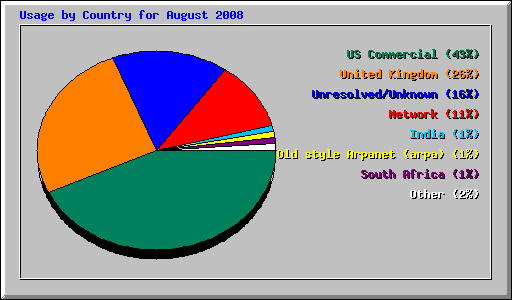 Usage by Country for August 2008
US Commercial (43%)
United Kingdom (26%)
Unresolved/Unknown (16%)
Network (11%)
India (1%)
Old style Arpanet (arpa) (1%)
South Africa (1%)
Other (2%)